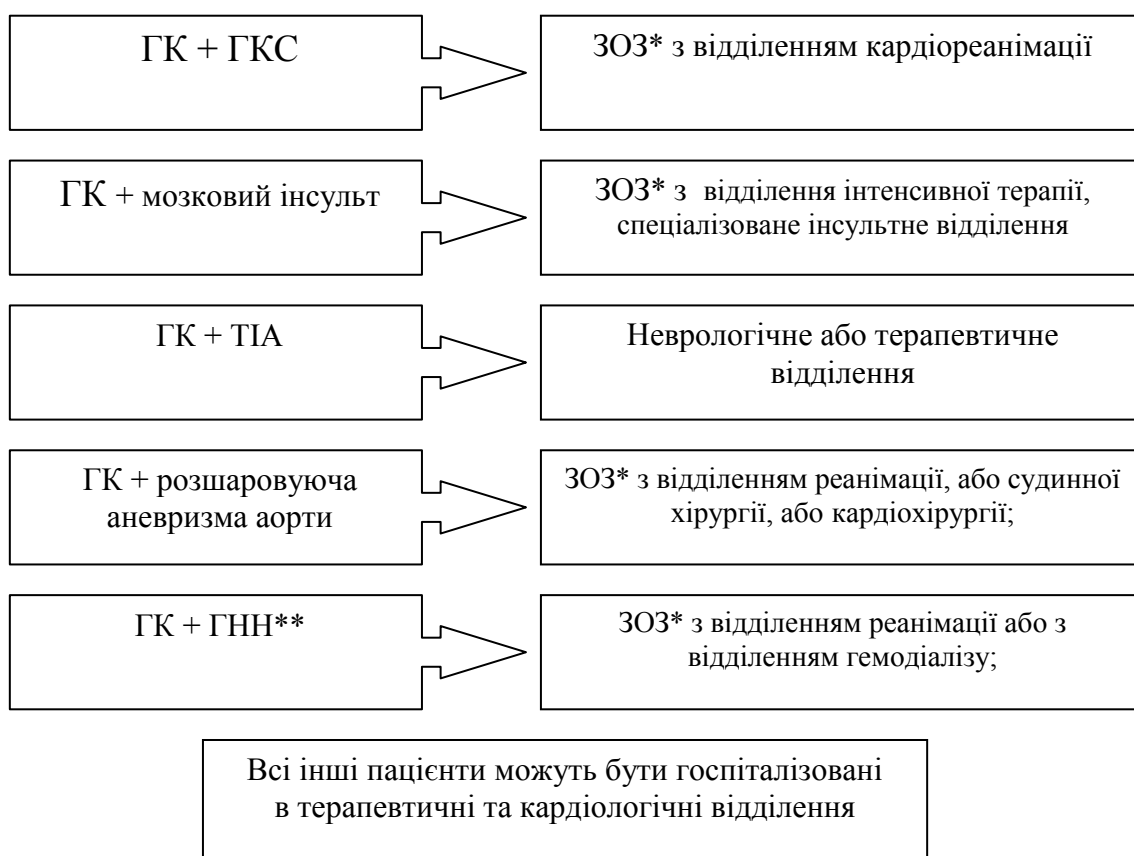 ГК + ГКС
ЗОЗ* з відділенням кардіореанімації
ГК + мозковий інсульт
ЗОЗ* з відділення інтенсивної терапії,
спеціалізоване інсультне відділення
ГК + ТІА
Неврологічне або терапевтичне
відділення
ГК + розшаровуюча
аневризма аорти
ЗОЗ* з відділенням реанімації, або судинної
хірургії, або кардіохірургії;
ГК + ГНН**
ЗОЗ* з відділенням реанімації або з
відділенням гемодіалізу;
Всі інші пацієнти можуть бути госпіталізовані
в терапевтичні та кардіологічні відділення